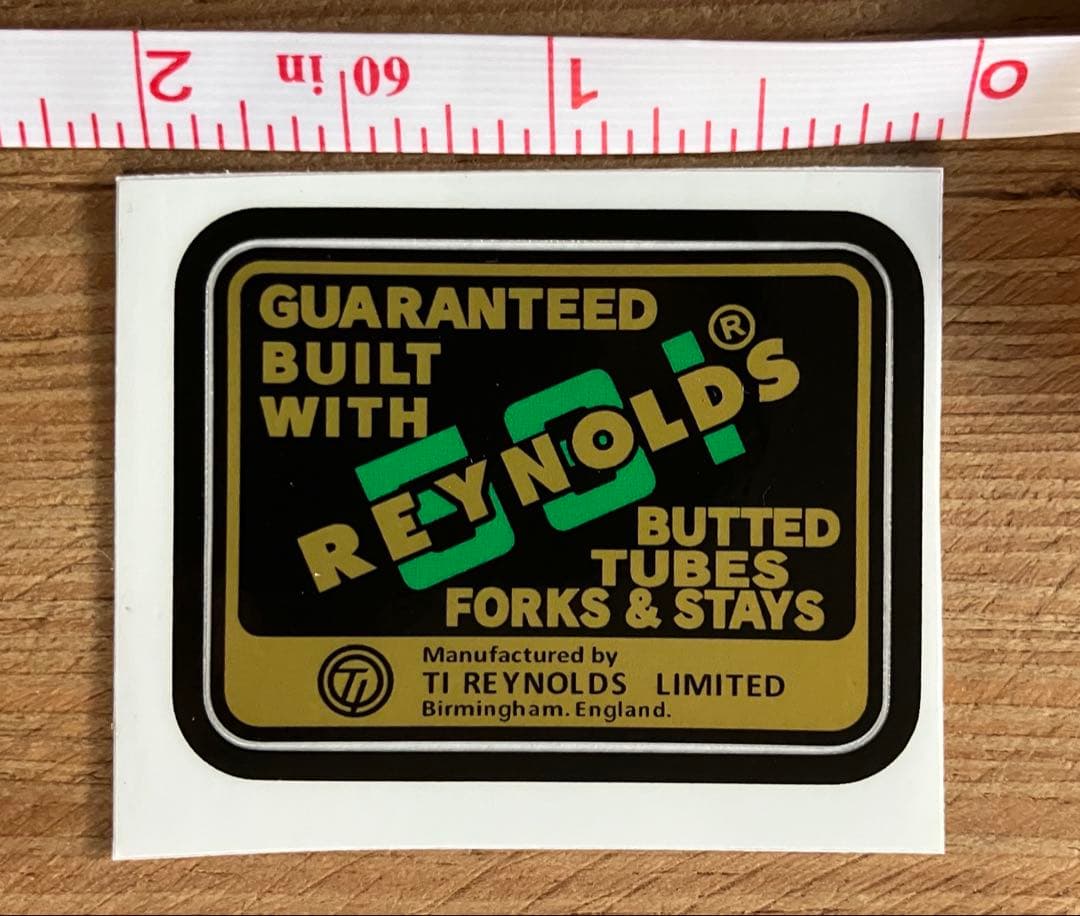 2 60 in 1 0
GUARANTEED
BUILT
WITH
501
REYNOLDS®
BUTTED
TUBES
FORKS & STAYS
TI
Manufactured by
TI REYNOLDS LIMITED
Birmingham. England.